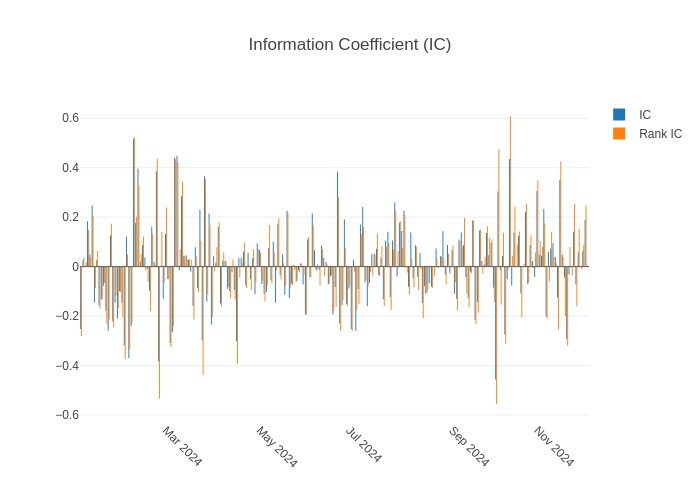 Information Coefficient (IC)
IC
Rank IC
0.6
0.4
0.2
0
−0.2
−0.4
−0.6
Mar 2024
May 2024
Jul 2024
Sep 2024
Nov 2024